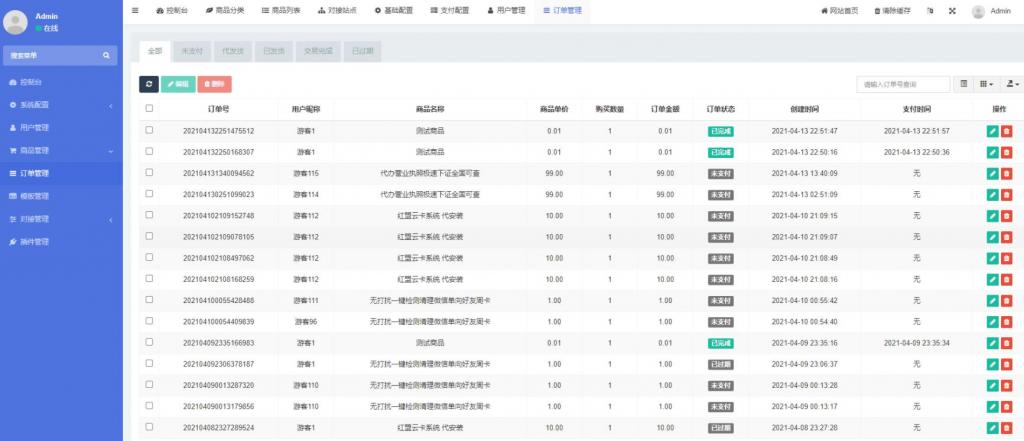 Admin
在线
搜索菜单
控制台
系统配置
用户管理
商品管理
订单管理
模板管理
对接管理
插件管理
控制台 商品分类 商品列表 对接站点 基础配置 支付配置 用户管理 订单管理 网站首页 清除缓存 Admin
全部 未支付 代发货 已发货 交易完成 已过期
编辑 删除 请输入订单号查询
订单号 用户昵称 商品名称 商品单价 购买数量 订单金额 订单状态 创建时间 支付时间 操作
202104132251475512 游客1 测试商品 0.01 1 0.01 已完成 2021-04-13 22:51:47 2021-04-13 22:51:57
202104132250168307 游客1 测试商品 0.01 1 0.01 已完成 2021-04-13 22:50:16 2021-04-13 22:50:36
202104131340094562 游客115 代办营业执照极速下证全国可查 99.00 1 99.00 未支付 2021-04-13 13:40:09 无
202104130251099023 游客114 代办营业执照极速下证全国可查 99.00 1 99.00 未支付 2021-04-13 02:51:09 无
202104102109152748 游客112 红盟云卡系统 代安装 10.00 1 10.00 未支付 2021-04-10 21:09:15 无
202104102109078105 游客112 红盟云卡系统 代安装 10.00 1 10.00 未支付 2021-04-10 21:09:07 无
202104102108497062 游客112 红盟云卡系统 代安装 10.00 1 10.00 未支付 2021-04-10 21:08:49 无
202104102108168259 游客112 红盟云卡系统 代安装 10.00 1 10.00 未支付 2021-04-10 21:08:16 无
202104100055428488 游客111 无打扰一键检测清理微信单向好友周卡 1.00 1 1.00 未支付 2021-04-10 00:55:42 无
202104100054409839 游客96 无打扰一键检测清理微信单向好友周卡 1.00 1 1.00 未支付 2021-04-10 00:54:40 无
202104092335166983 游客1 测试商品 0.01 1 0.01 已完成 2021-04-09 23:35:16 2021-04-09 23:35:34
202104092306378187 游客1 无打扰一键检测清理微信单向好友周卡 1.00 1 1.00 已过期 2021-04-09 23:06:37 无
202104090013287320 游客110 无打扰一键检测清理微信单向好友周卡 1.00 1 1.00 未支付 2021-04-09 00:13:28 无
202104090013179856 游客110 无打扰一键检测清理微信单向好友周卡 1.00 1 1.00 未支付 2021-04-09 00:13:17 无
202104082327289524 游客1 红盟云卡系统 代安装 10.00 1 10.00 已过期 2021-04-08 23:27:28 无